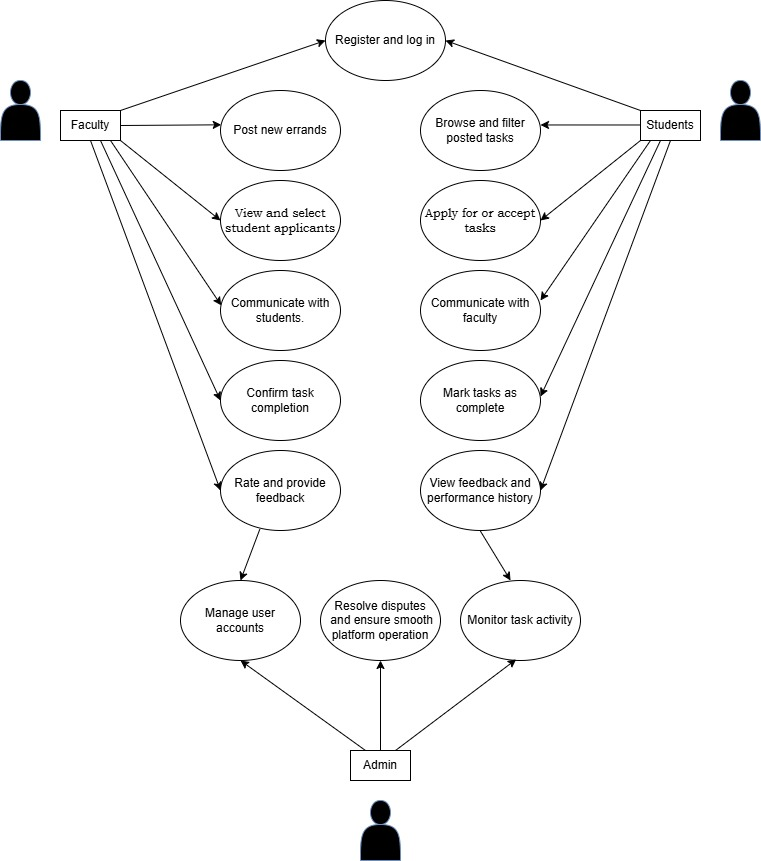 Register and log in
Faculty
Students
Post new errands
Browse and filter
posted tasks
View and select
student applicants
Apply for or accept
tasks
Communicate with
students.
Communicate with
faculty
Confirm task
completion
Mark tasks as
complete
Rate and provide
feedback
View feedback and
performance history
Manage user
accounts
Resolve disputes
and ensure smooth
platform operation
Monitor task activity
Admin